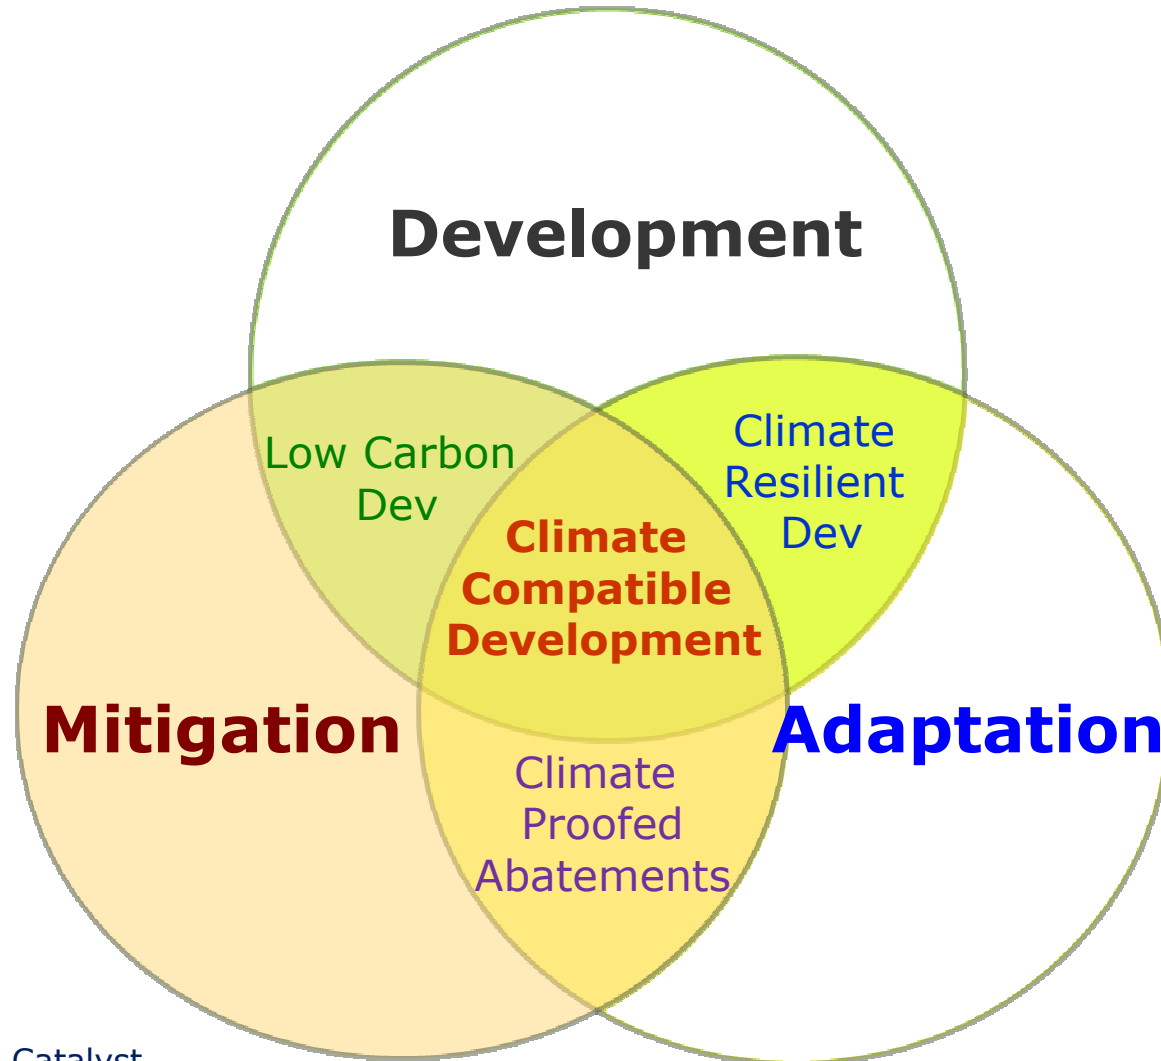 Development
Low Carbon
Dev
Climate
Resilient
Dev
Climate
Compatible
Development
Mitigation
Adaptation
Climate
Proofed
Abatements
Catalyst